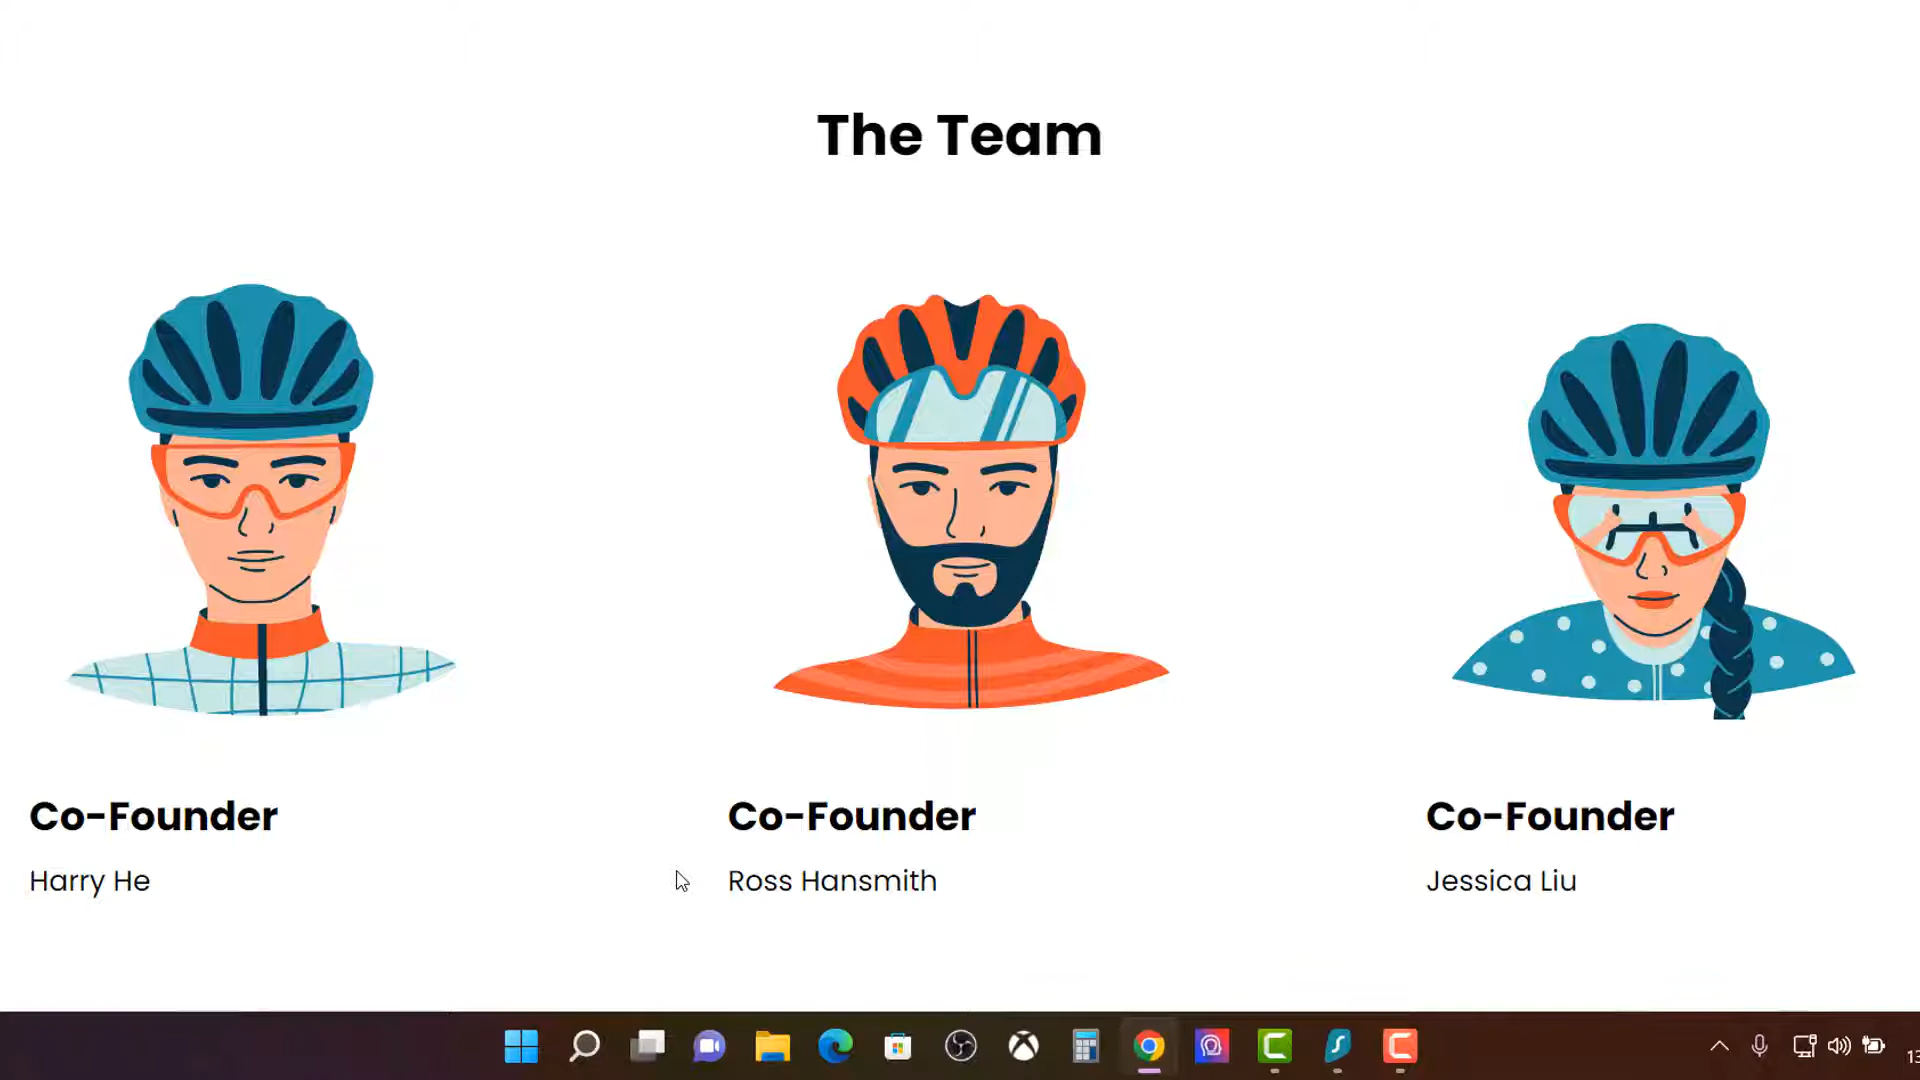 The Team
Co-Founder
Harry He
Co-Founder
Ross Hansmith
Co-Founder
Jessica Liu